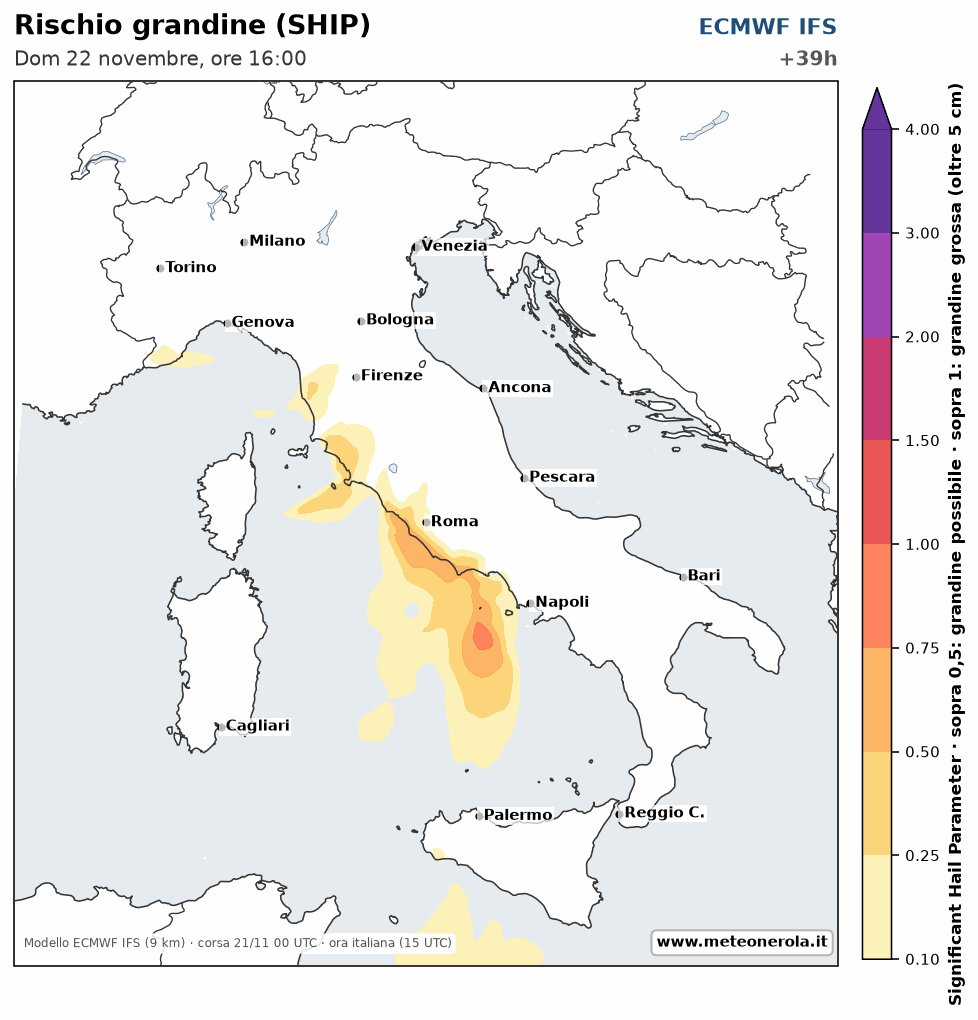 Rischio grandine (SHIP)
ECMWF IFS
Dom 22 novembre, ore 16:00
+39h
Milano
Venezia
Torino
Genova
Bologna
Firenze
Ancona
Pescara
Roma
Bari
Napoli
Cagliari
Palermo
Reggio C.
Modello ECMWF IFS (9 km) · corsa 21/11 00 UTC · ora italiana (15 UTC)
www.meteonerola.it
4.00
3.00
2.00
1.50
1.00
0.75
0.50
0.25
0.10
Significant Hail Parameter · sopra 0,5: grandine possibile · sopra 1: grandine grossa (oltre 5 cm)